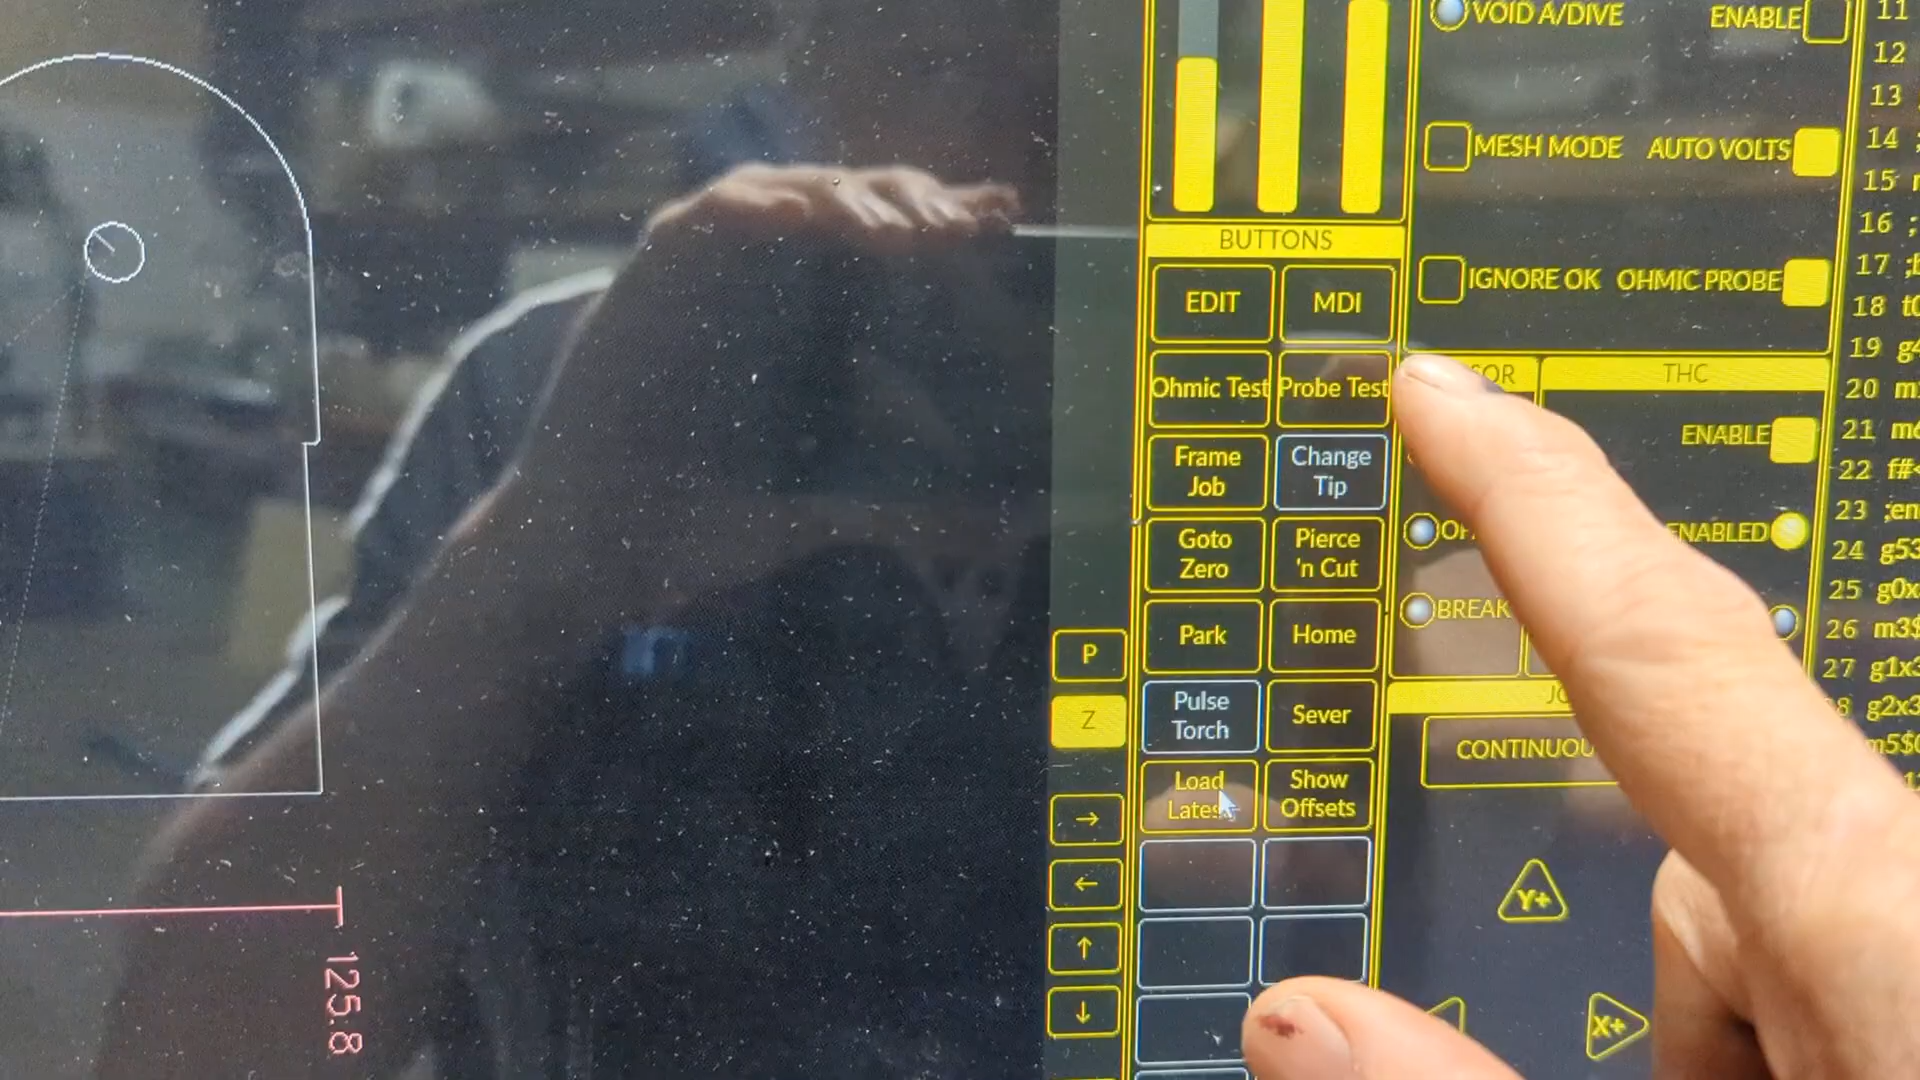 VOID A/DIVE
ENABLE
MESH MODE
AUTO VOLTS
BUTTONS
EDIT
MDI
IGNORE OK
OHMIC PROBE
Ohmic Test
Probe Test
THC
ENABLE
Frame
Job
Change
Tip
Goto
Zero
Pierce
'n Cut
BREAK
Park
Home
P
Z
Pulse
Torch
Sever
Load
Show
Offsets
→
←
↑
↓
Y+
X+
125.8
11
12
13
14 ;
15
16 ;
17
18
19
20
21
22
23
24
25
26
27